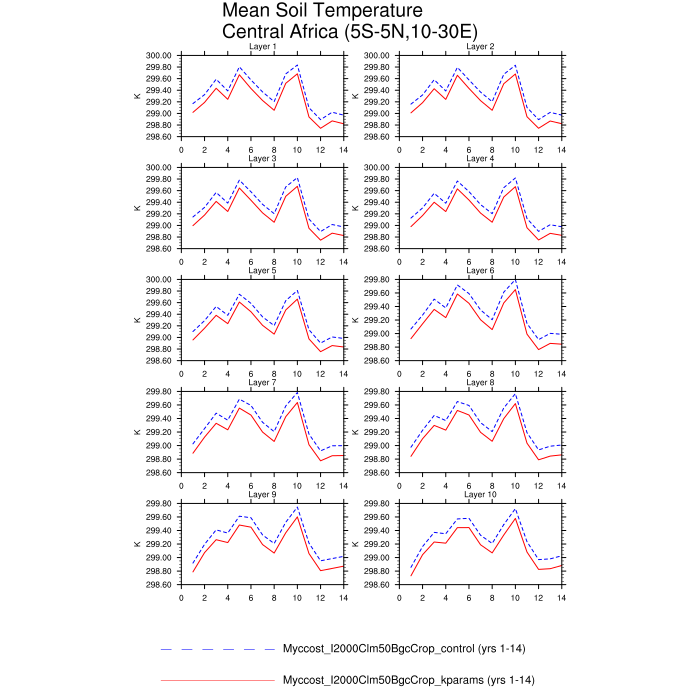 Mean Soil Temperature
Central Africa (5S-5N,10-30E)
Layer 1
Layer 2
300.00 300.00
299.80 299.80
299.60 299.60
299.40 299.40
K K
299.20 299.20
299.00 299.00
298.80 298.80
298.60 298.60
0 2 4 6 8 10 12 14 0 2 4 6 8 10 12 14
Layer 3
Layer 4
300.00 300.00
299.80 299.80
299.60 299.60
299.40 299.40
K K
299.20 299.20
299.00 299.00
298.80 298.80
298.60 298.60
0 2 4 6 8 10 12 14 0 2 4 6 8 10 12 14
Layer 5
Layer 6
300.00 299.80
299.80 299.60
299.60 299.40
299.40 299.20
K K
299.20 299.00
299.00 298.80
298.80 298.60
298.60
0 2 4 6 8 10 12 14 0 2 4 6 8 10 12 14
Layer 7
Layer 8
299.80 299.80
299.60 299.60
299.40 299.40
K K
299.20 299.20
299.00 299.00
298.80 298.80
298.60 298.60
0 2 4 6 8 10 12 14 0 2 4 6 8 10 12 14
Layer 9
Layer 10
299.80 299.80
299.60 299.60
299.40 299.40
K K
299.20 299.20
299.00 299.00
298.80 298.80
298.60 298.60
0 2 4 6 8 10 12 14 0 2 4 6 8 10 12 14
Myccost_I2000Clm50BgcCrop_control (yrs 1-14)
Myccost_I2000Clm50BgcCrop_kparams (yrs 1-14)